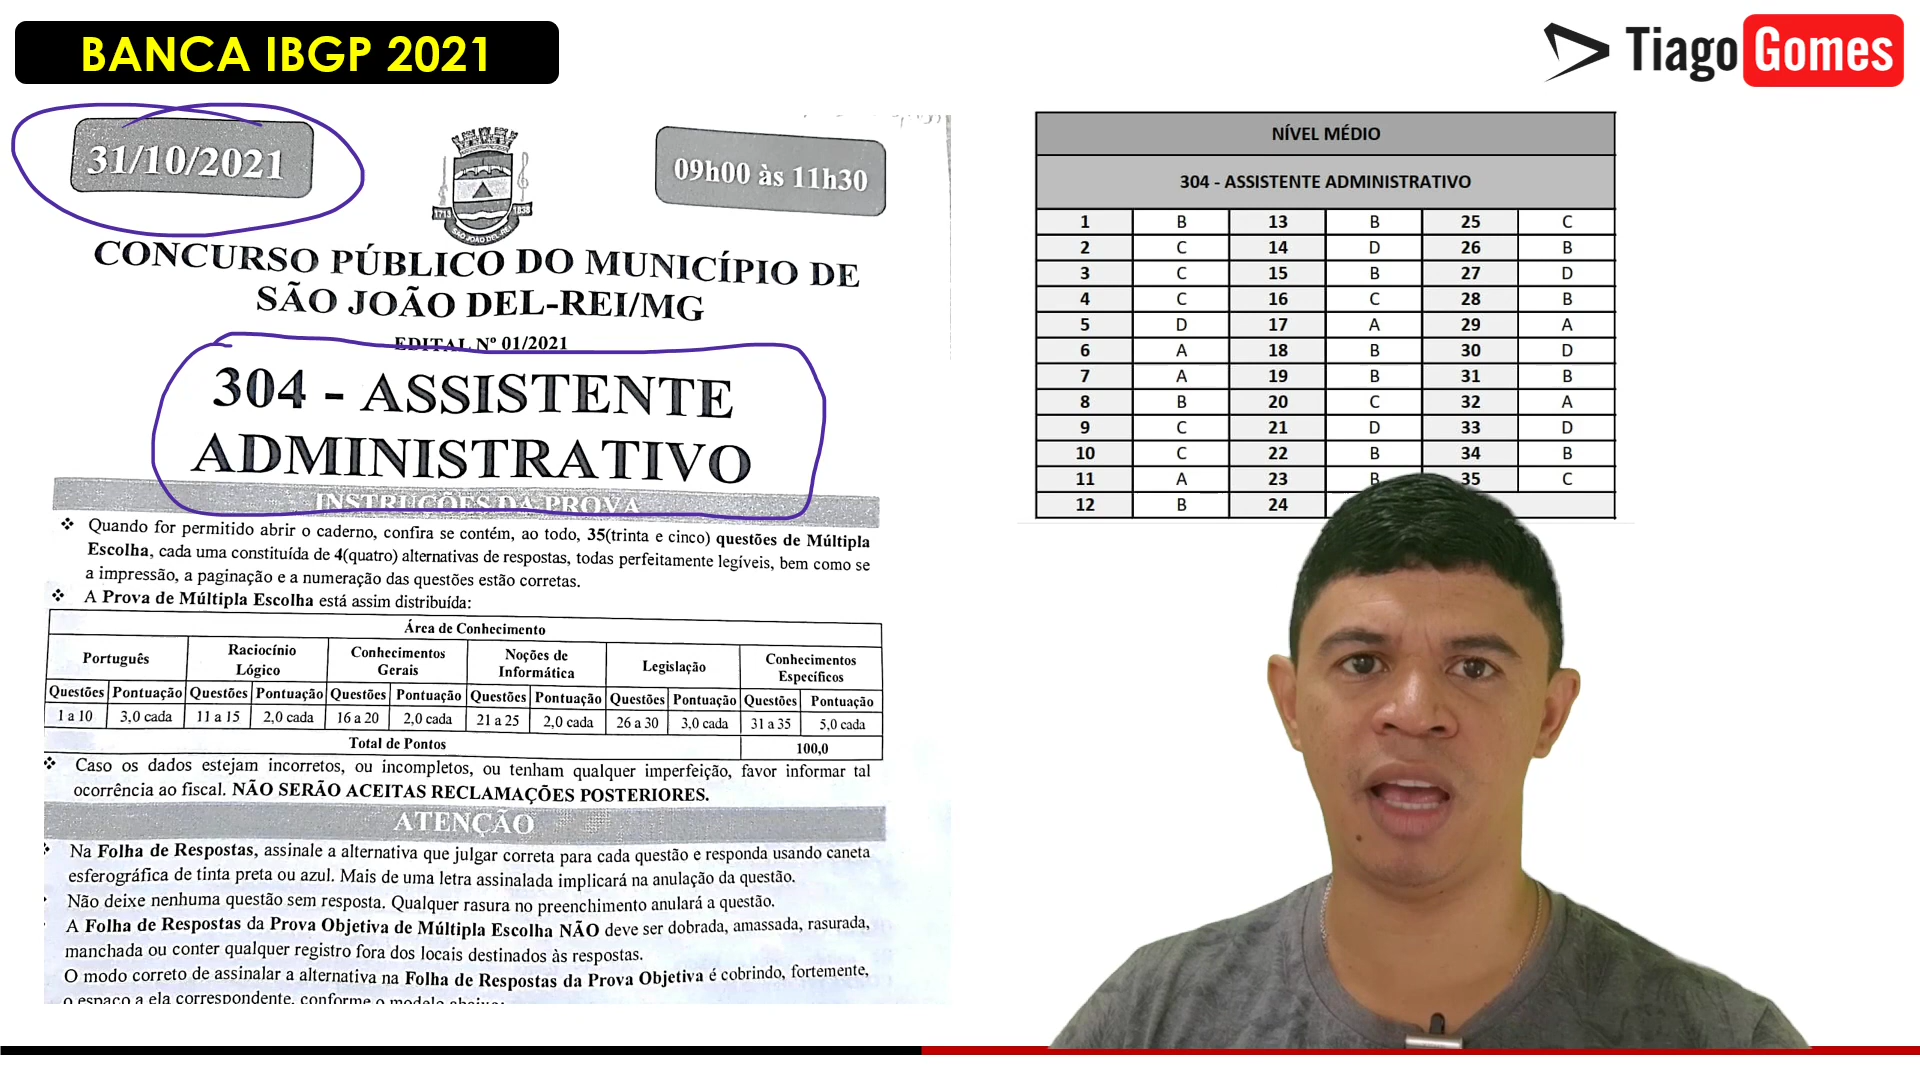 BANCA IBGP 2021
Tiago Gomes
31/10/2021
09h00 às 11h30
CONCURSO PÚBLICO DO MUNICÍPIO DE
SÃO JOÃO DEL-REI/MG
EDITAL Nº 01/2021
304 - ASSISTENTE
ADMINISTRATIVO
INSTRUÇÕES DA PROVA
❖ Quando for permitido abrir o caderno, confira se contém, ao todo, 35(trinta e cinco) questões de Múltipla
Escolha, cada uma constituída de 4(quatro) alternativas de respostas, todas perfeitamente legíveis, bem como se
a impressão, a paginação e a numeração das questões estão corretas.
❖ A Prova de Múltipla Escolha está assim distribuída:
Área de Conhecimento
Português Raciocínio Lógico Conhecimentos Gerais Noções de Informática Legislação Conhecimentos Específicos
Questões Pontuação Questões Pontuação Questões Pontuação Questões Pontuação Questões Pontuação Questões Pontuação
1 a 10 3,0 cada 11 a 15 2,0 cada 16 a 20 2,0 cada 21 a 25 2,0 cada 26 a 30 3,0 cada 31 a 35 5,0 cada
Total de Pontos 100,0
❖ Caso os dados estejam incorretos, ou incompletos, ou tenham qualquer imperfeição, favor informar tal
ocorrência ao fiscal. NÃO SERÃO ACEITAS RECLAMAÇÕES POSTERIORES.
ATENÇÃO
Na Folha de Respostas, assinale a alternativa que julgar correta para cada questão e responda usando caneta
esferográfica de tinta preta ou azul. Mais de uma letra assinalada implicará na anulação da questão.
Não deixe nenhuma questão sem resposta. Qualquer rasura no preenchimento anulará a questão.
A Folha de Respostas da Prova Objetiva de Múltipla Escolha NÃO deve ser dobrada, amassada, rasurada,
manchada ou conter qualquer registro fora dos locais destinados às respostas.
O modo correto de assinalar a alternativa na Folha de Respostas da Prova Objetiva é cobrindo, fortemente,
o espaço a ela correspondente, conforme o modelo
NÍVEL MÉDIO
304 - ASSISTENTE ADMINISTRATIVO
1 B 13 B 25 C
2 C 14 D 26 B
3 C 15 B 27 D
4 C 16 C 28 B
5 D 17 A 29 A
6 A 18 B 30 D
7 A 19 B 31 B
8 B 20 C 32 A
9 C 21 D 33 D
10 C 22 B 34 B
11 A 23 B 35 C
12 B 24